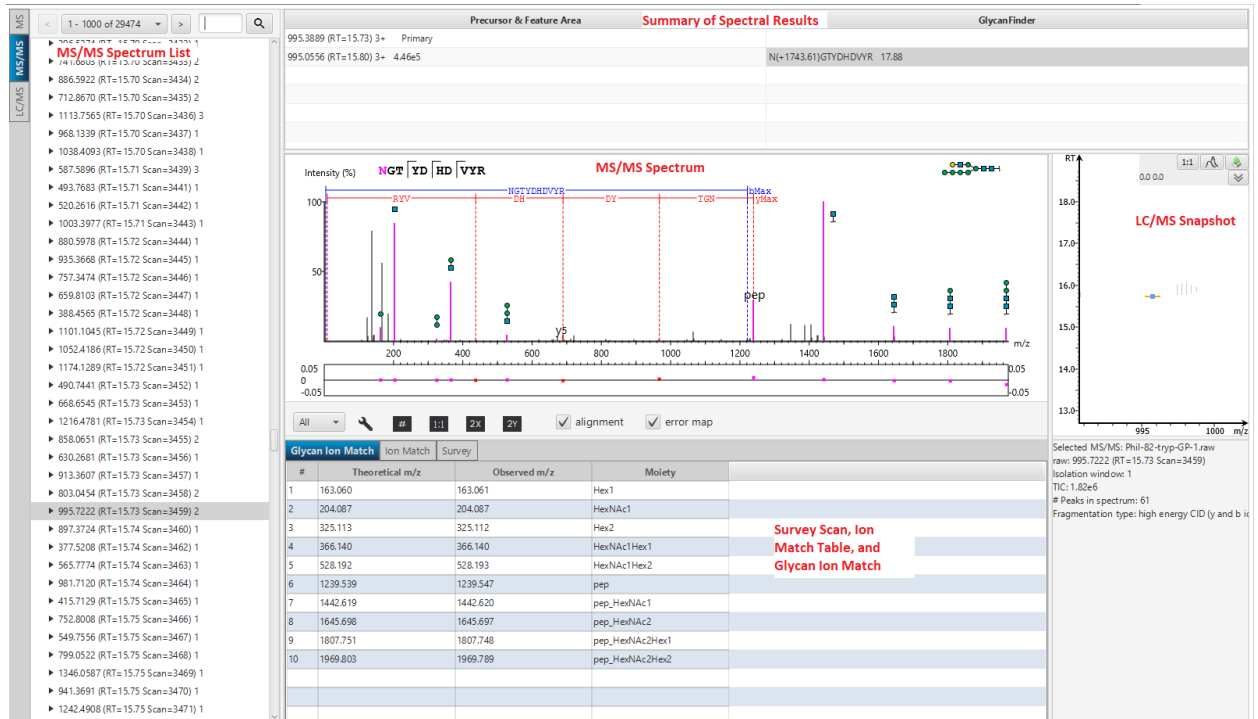 MS
MS/MS
LC/MS
< 1 - 1000 of 29474 >
MS/MS Spectrum List
741.6803 (RT=15.70 Scan=3433) 2
886.5922 (RT=15.70 Scan=3434) 2
712.8670 (RT=15.70 Scan=3435) 2
1113.7565 (RT=15.70 Scan=3436) 3
968.1339 (RT=15.70 Scan=3437) 1
1038.4093 (RT=15.70 Scan=3438) 1
587.5896 (RT=15.71 Scan=3439) 3
493.7683 (RT=15.71 Scan=3441) 1
520.2616 (RT=15.71 Scan=3442) 1
1003.3977 (RT=15.71 Scan=3443) 1
880.5978 (RT=15.72 Scan=3444) 1
935.3668 (RT=15.72 Scan=3445) 1
757.3474 (RT=15.72 Scan=3446) 1
659.8103 (RT=15.72 Scan=3447) 1
388.4565 (RT=15.72 Scan=3448) 1
1101.1045 (RT=15.72 Scan=3449) 1
1052.4186 (RT=15.72 Scan=3450) 1
1174.1289 (RT=15.72 Scan=3451) 1
490.7441 (RT=15.73 Scan=3452) 1
668.6545 (RT=15.73 Scan=3453) 1
1216.4781 (RT=15.73 Scan=3454) 1
858.0651 (RT=15.73 Scan=3455) 2
630.2681 (RT=15.73 Scan=3456) 1
913.3607 (RT=15.73 Scan=3457) 1
803.0454 (RT=15.73 Scan=3458) 2
995.7222 (RT=15.73 Scan=3459) 2
897.3724 (RT=15.74 Scan=3460) 1
377.5208 (RT=15.74 Scan=3462) 1
565.7774 (RT=15.74 Scan=3463) 1
981.7120 (RT=15.74 Scan=3464) 1
415.7129 (RT=15.75 Scan=3465) 1
752.8008 (RT=15.75 Scan=3466) 1
549.7556 (RT=15.75 Scan=3467) 1
799.0522 (RT=15.75 Scan=3468) 1
1346.0587 (RT=15.75 Scan=3469) 1
941.3691 (RT=15.75 Scan=3470) 1
1242.4908 (RT=15.75 Scan=3471) 1
Precursor & Feature Area Summary of Spectral Results GlycanFinder
995.3889 (RT=15.73) 3+ Primary
995.0556 (RT=15.80) 3+ 4.46e5 N(+1743.61)GTYDHDVYR 17.88
Intensity (%) NGT YD HD VYR MS/MS Spectrum
NGTYDHDVYR bMax
RYV DH DY TGN yMax
100
50
pep
y5
200 400 600 800 1000 1200 1400 1600 1800 m/z
0.05 0.05
0
-0.05 -0.05
All # 1:1 2X 2Y alignment error map
RT 1:1
0.0 0.0
LC/MS Snapshot
18.0
17.0
16.0
15.0
14.0
13.0
995 1000 m/z
Glycan Ion Match Ion Match Survey
# Theoretical m/z Observed m/z Moiety
1 163.060 163.061 Hex1
2 204.087 204.087 HexNAc1
3 325.113 325.112 Hex2
4 366.140 366.140 HexNAc1Hex1
5 528.192 528.193 HexNAc1Hex2
6 1239.539 1239.547 pep
7 1442.619 1442.620 pep_HexNAc1
8 1645.698 1645.697 pep_HexNAc2
9 1807.751 1807.748 pep_HexNAc2Hex1
10 1969.803 1969.789 pep_HexNAc2Hex2
Survey Scan, Ion
Match Table, and
Glycan Ion Match
Selected MS/MS: Phil-82-tryp-GP-1.raw
raw: 995.7222 (RT=15.73 Scan=3459)
Isolation window: 1
TIC: 1.82e6
# Peaks in spectrum: 61
Fragmentation type: high energy CID (y and b